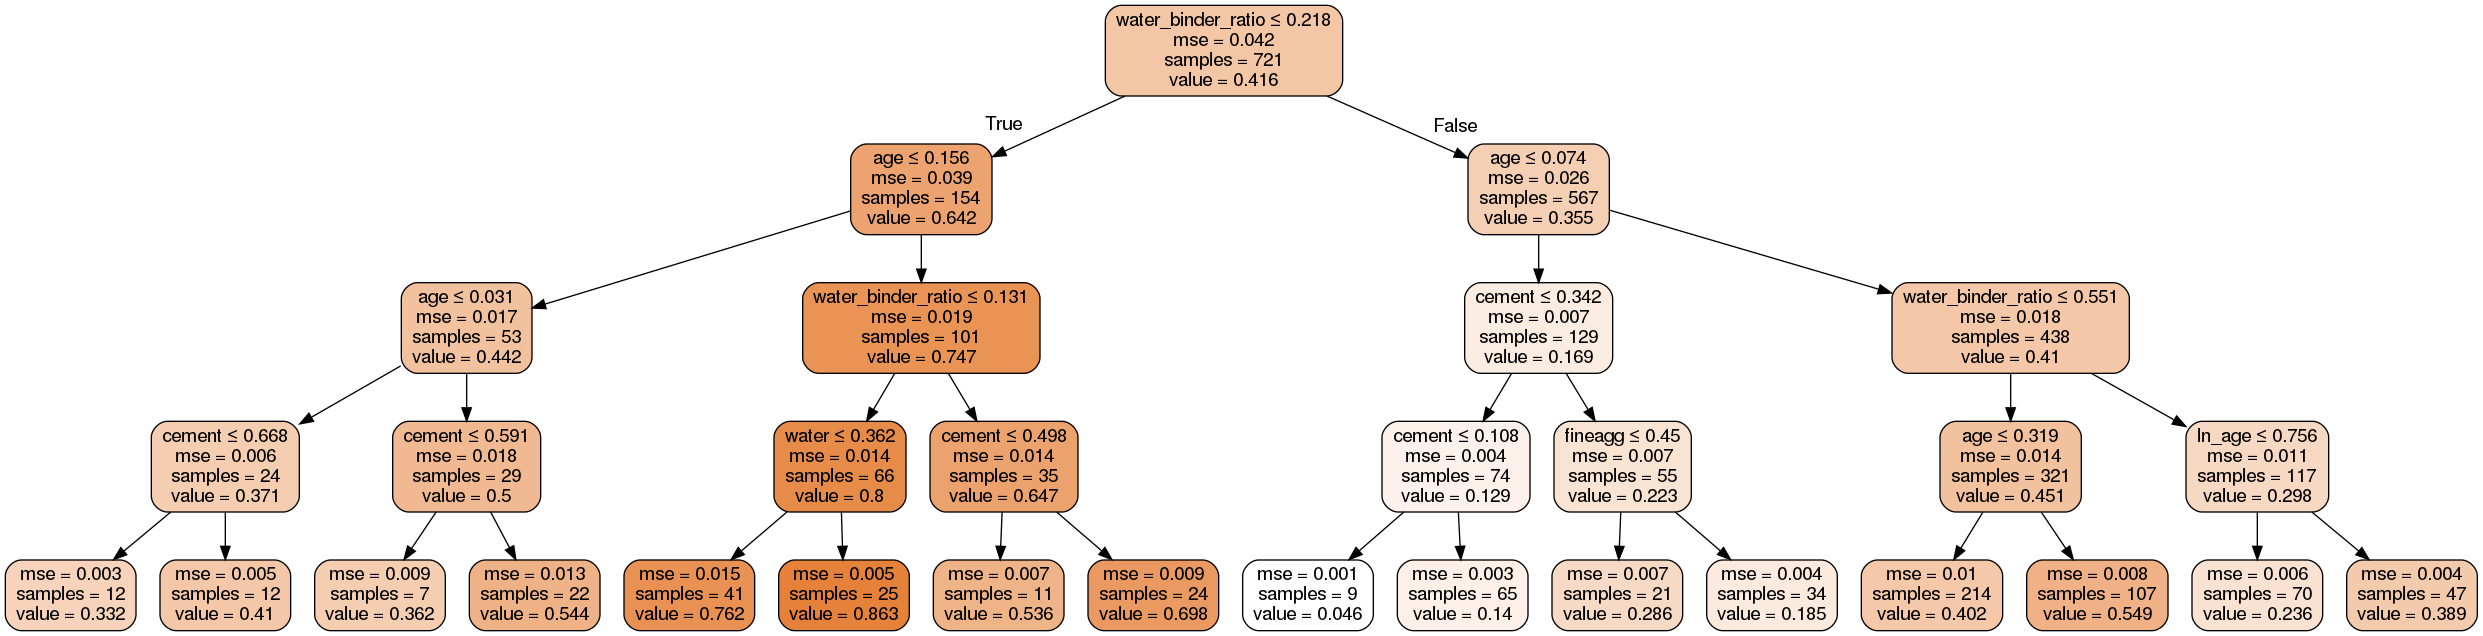 water_binder_ratio ≤ 0.218
mse = 0.042
samples = 721
value = 0.416
True
False
age ≤ 0.156
mse = 0.039
samples = 154
value = 0.642
age ≤ 0.074
mse = 0.026
samples = 567
value = 0.355
age ≤ 0.031
mse = 0.017
samples = 53
value = 0.442
water_binder_ratio ≤ 0.131
mse = 0.019
samples = 101
value = 0.747
cement ≤ 0.342
mse = 0.007
samples = 129
value = 0.169
water_binder_ratio ≤ 0.551
mse = 0.018
samples = 438
value = 0.41
cement ≤ 0.668
mse = 0.006
samples = 24
value = 0.371
cement ≤ 0.591
mse = 0.018
samples = 29
value = 0.5
water ≤ 0.362
mse = 0.014
samples = 66
value = 0.8
cement ≤ 0.498
mse = 0.014
samples = 35
value = 0.647
cement ≤ 0.108
mse = 0.004
samples = 74
value = 0.129
fineagg ≤ 0.45
mse = 0.007
samples = 55
value = 0.223
age ≤ 0.319
mse = 0.014
samples = 321
value = 0.451
ln_age ≤ 0.756
mse = 0.011
samples = 117
value = 0.298
mse = 0.003
samples = 12
value = 0.332
mse = 0.005
samples = 12
value = 0.41
mse = 0.009
samples = 7
value = 0.362
mse = 0.013
samples = 22
value = 0.544
mse = 0.015
samples = 41
value = 0.762
mse = 0.005
samples = 25
value = 0.863
mse = 0.007
samples = 11
value = 0.536
mse = 0.009
samples = 24
value = 0.698
mse = 0.001
samples = 9
value = 0.046
mse = 0.003
samples = 65
value = 0.14
mse = 0.007
samples = 21
value = 0.286
mse = 0.004
samples = 34
value = 0.185
mse = 0.01
samples = 214
value = 0.402
mse = 0.008
samples = 107
value = 0.549
mse = 0.006
samples = 70
value = 0.236
mse = 0.004
samples = 47
value = 0.389